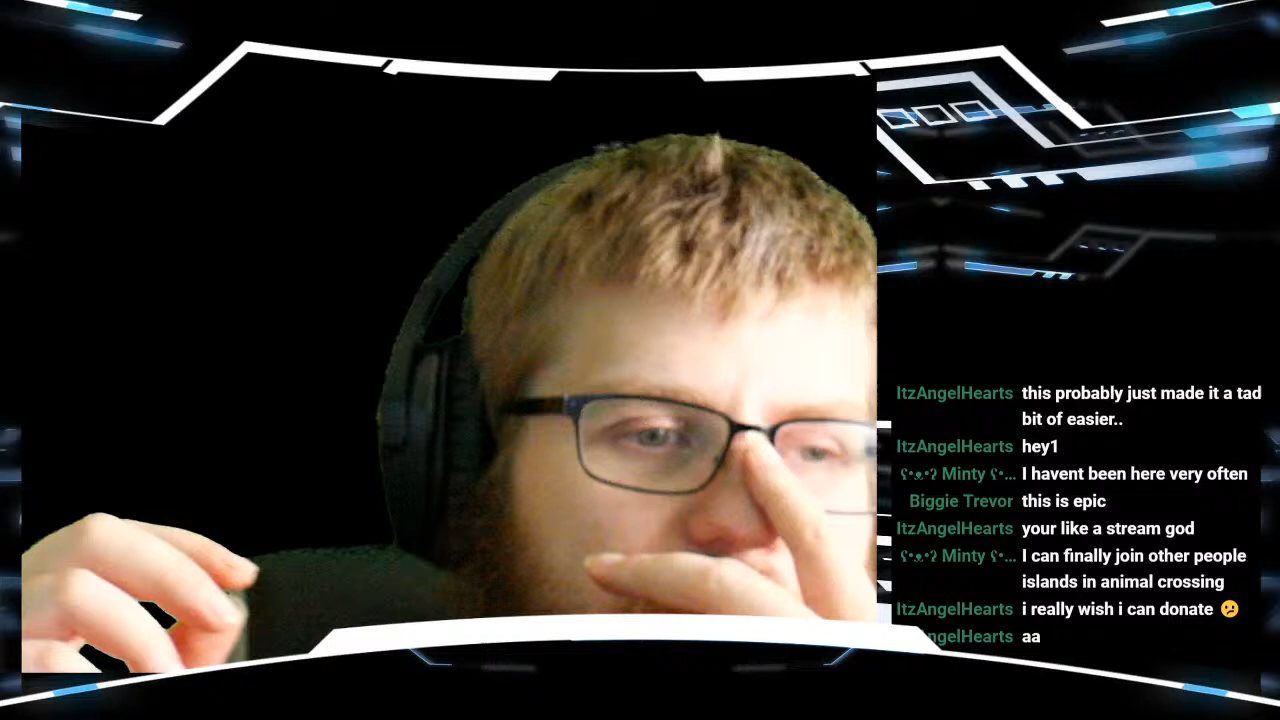 ItzAngelHearts this probably just made it a tad
bit of easier..
ItzAngelHearts hey1
ʕ•ᴥ•ʔ Minty ʕ•... I havent been here very often
Biggie Trevor this is epic
ItzAngelHearts your like a stream god
ʕ•ᴥ•ʔ Minty ʕ•... I can finally join other people
islands in animal crossing
ItzAngelHearts i really wish i can donate 😕
ngelHearts aa